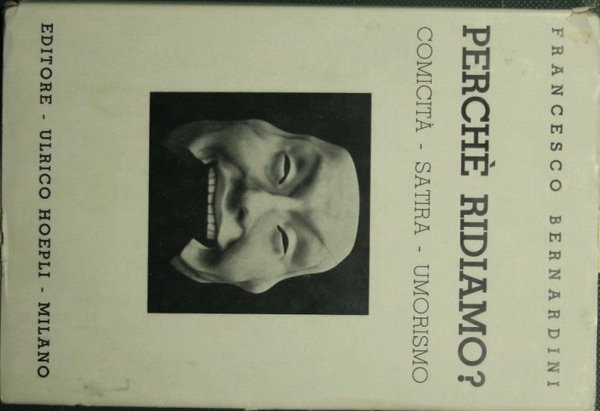 FRANCESCO BERNARDINI
PERCHÈ RIDIAMO?
COMICITÀ - SATIRA - UMORISMO
EDITORE - ULRICO HOEPLI - MILANO